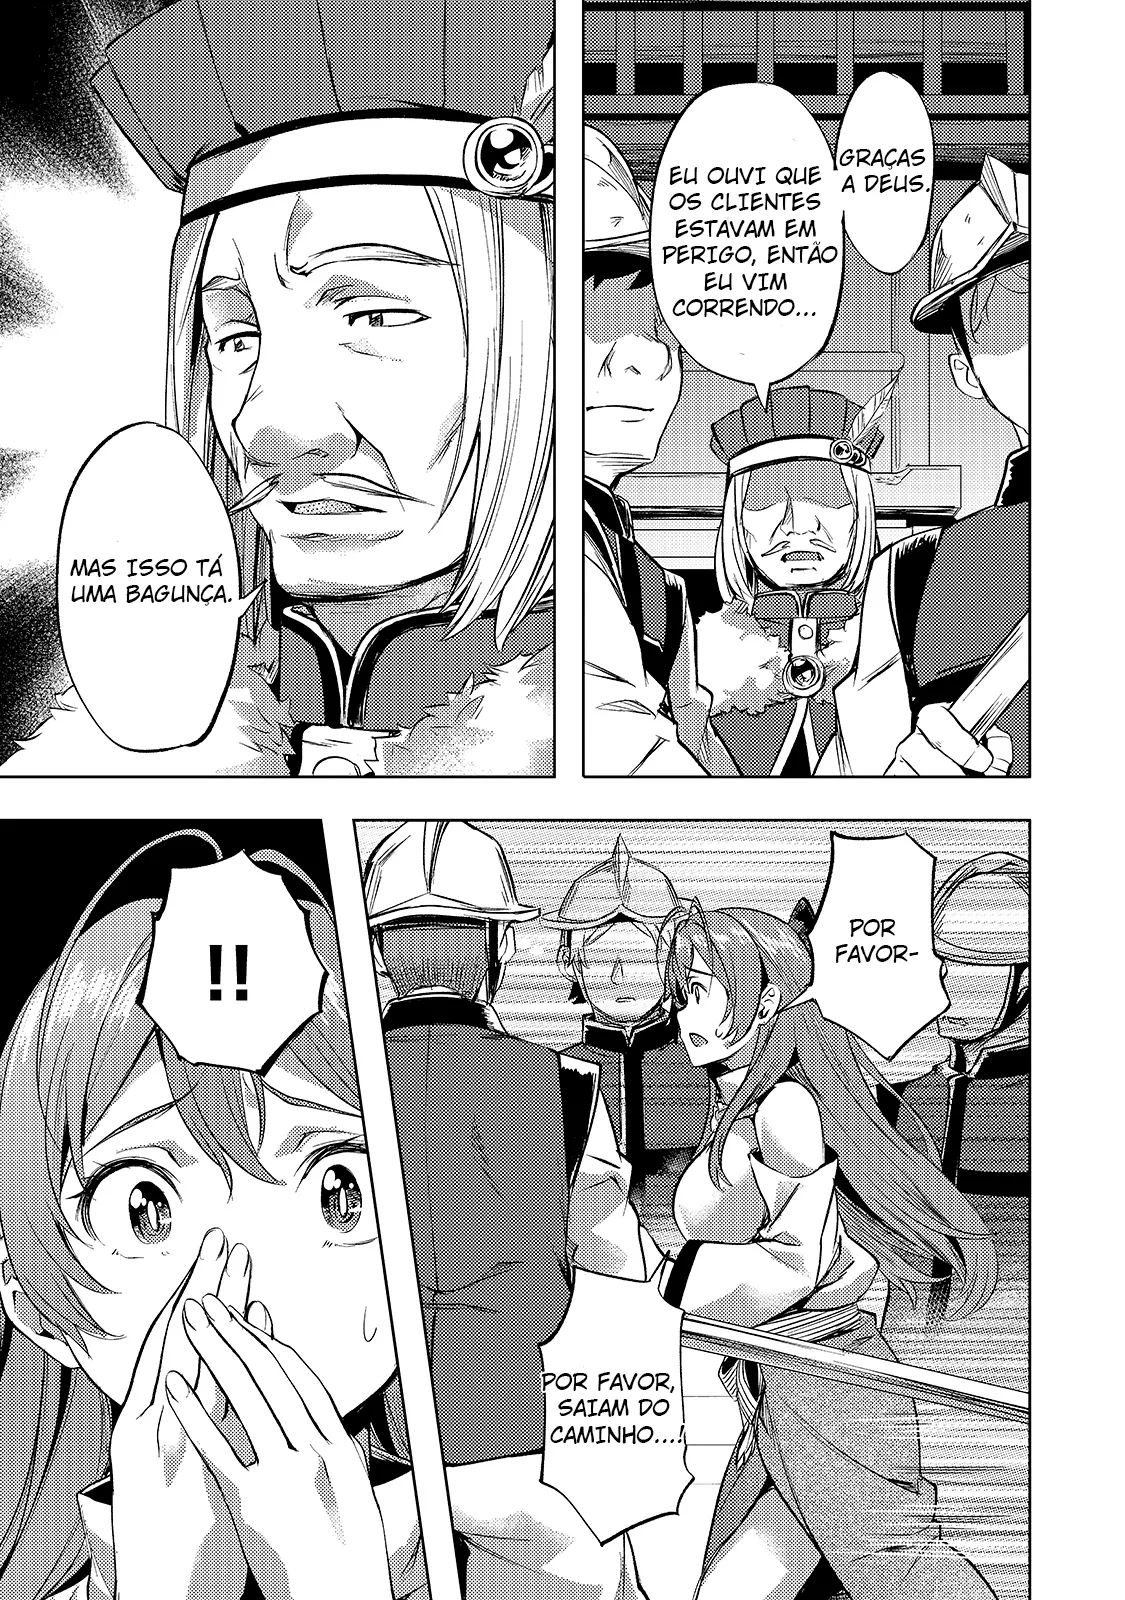 GRAÇAS
A DEUS.
EU OUVI QUE
OS CLIENTES
ESTAVAM EM
PERIGO, ENTÃO
EU VIM
CORRENDO...
MAS ISSO TÁ
UMA BAGUNÇA.
POR
FAVOR-
POR FAVOR,
SAIAM DO
CAMINHO...!
!!